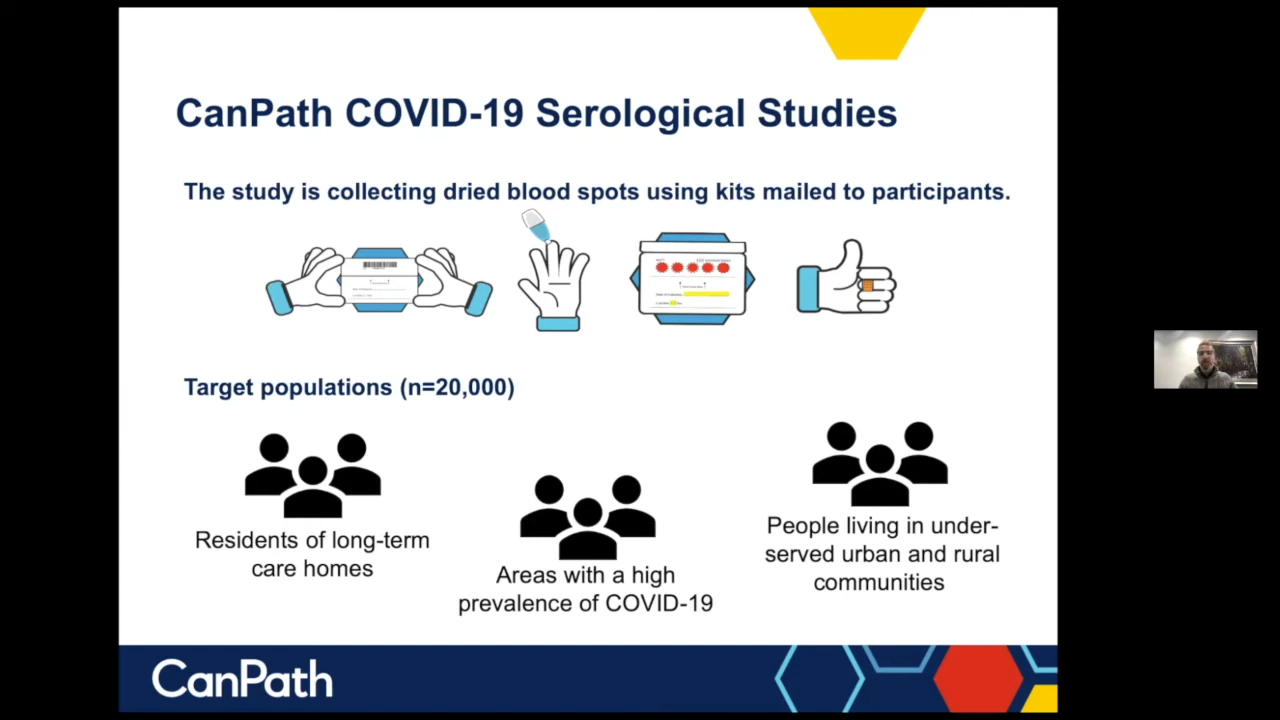 CanPath COVID-19 Serological Studies
The study is collecting dried blood spots using kits mailed to participants.
Target populations (n=20,000)
Residents of long-term
care homes
Areas with a high
prevalence of COVID-19
People living in under-
served urban and rural
communities
CanPath